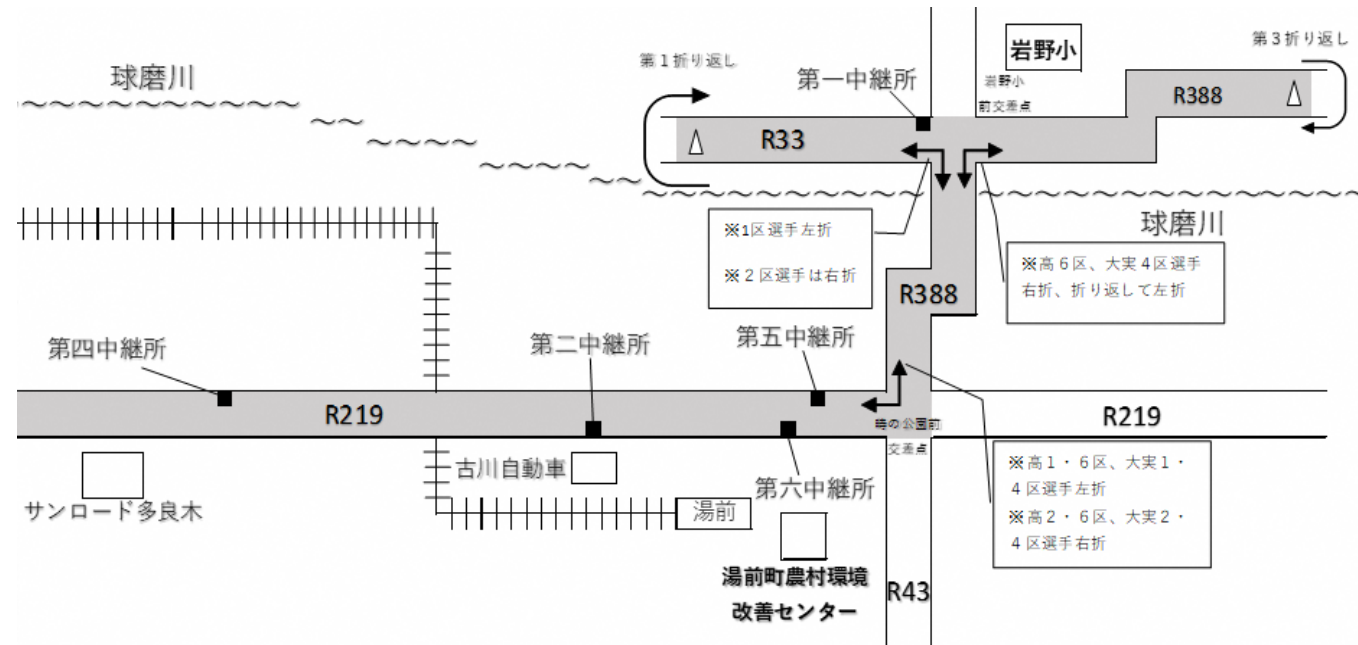 第3折り返し
岩野小
第1折り返し
球磨川
第一中継所
岩野小
前交差点
R388
R33
※1区選手左折
※２区選手は右折
球磨川
※高６区、大実４区選手
右折、折り返して左折
R388
第五中継所
第二中継所
第四中継所
R219
時の公園前
交差点
R219
古川自動車
サンロード多良木
湯前
第六中継所
※高１・６区、大実１・
４区選手左折
※高２・６区、大実２・
４区選手右折
湯前町農村環境
改善センター
R43